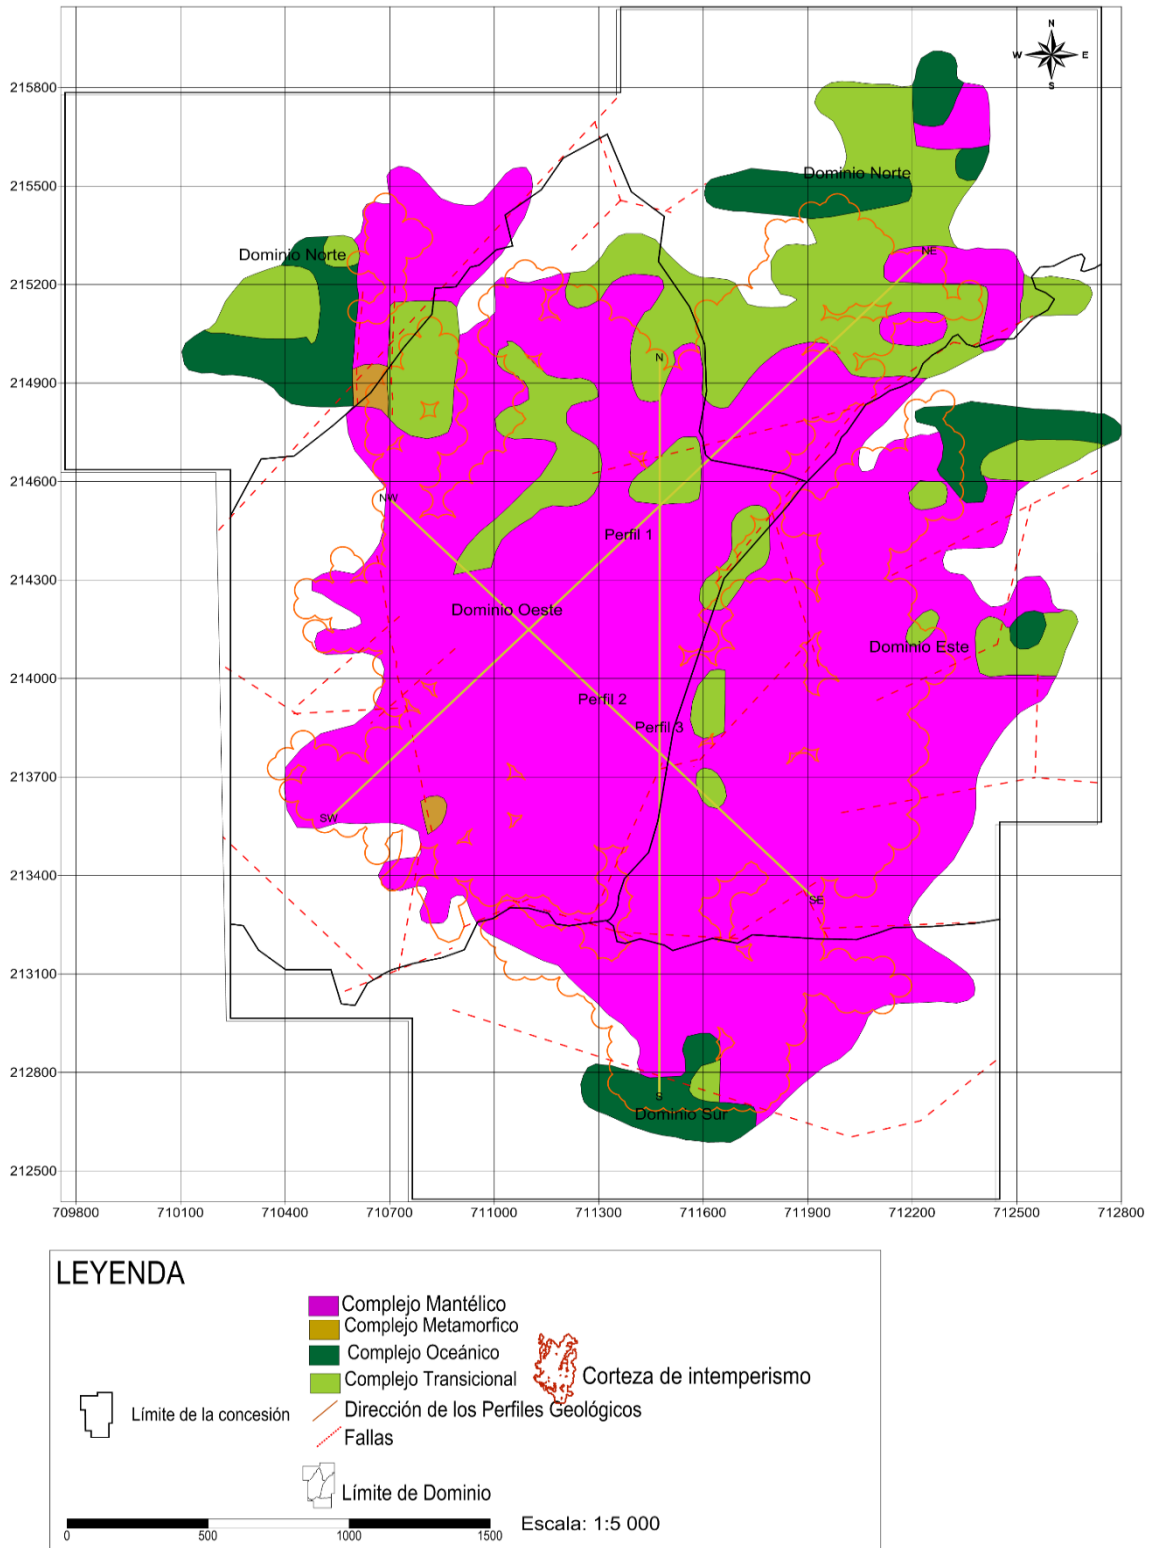 N
W E
S
215800
Dominio Norte
215500
Dominio Norte
NE
215200
N
214900
214600
NW
Perfil 1
214300
Dominio Oeste
Dominio Este
214000
Perfil 2
Perfil 3
213700
SW
213400
SE
213100
212800
S
Dominio Sur
212500
709800 710100 710400 710700 711000 711300 711600 711900 712200 712500 712800
LEYENDA
Complejo Mantélico
Complejo Metamorfico
Complejo Oceánico
Complejo Transicional
Corteza de intemperismo
Límite de la concesión
Dirección de los Perfiles Geológicos
Fallas
Límite de Dominio
0 500 1000 1500
Escala: 1:5 000